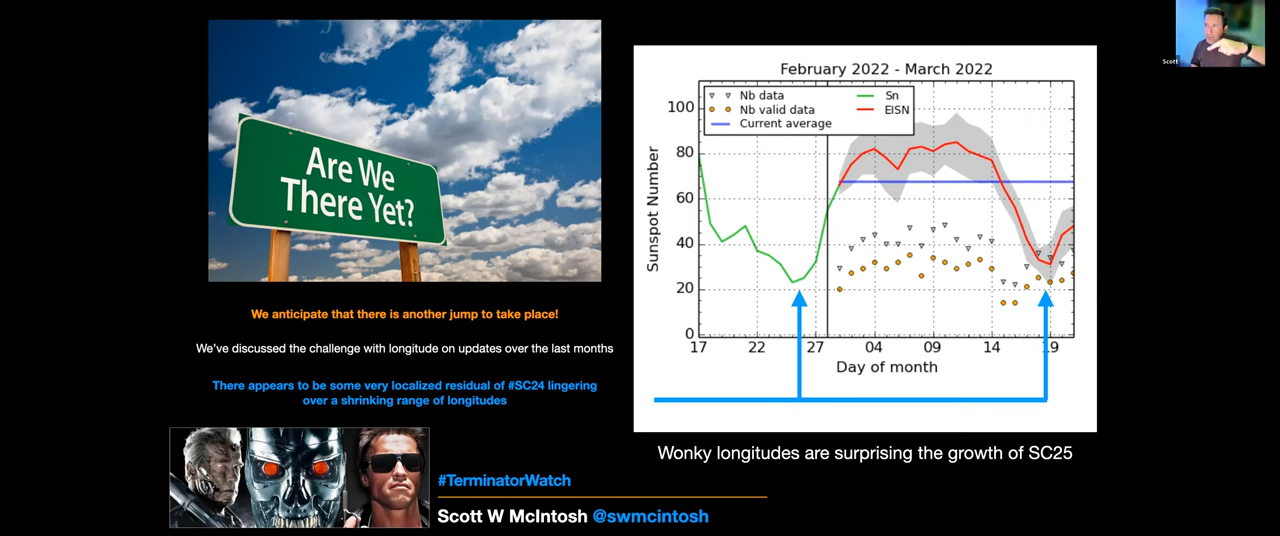 Are We
There Yet?
We anticipate that there is another jump to take place!
We've discussed the challenge with longitude on updates over the last months
There appears to be some very localized residual of #SC24 lingering
over a shrinking range of longitudes
#TerminatorWatch
Scott W McIntosh @swmcintosh
February 2022 - March 2022
Nb data
Nb valid data
Current average
Sn
EISN
Sunspot Number
100
80
60
40
20
0
17 22 27 04 09 14 19
Day of month
Wonky longitudes are surprising the growth of SC25
Scott